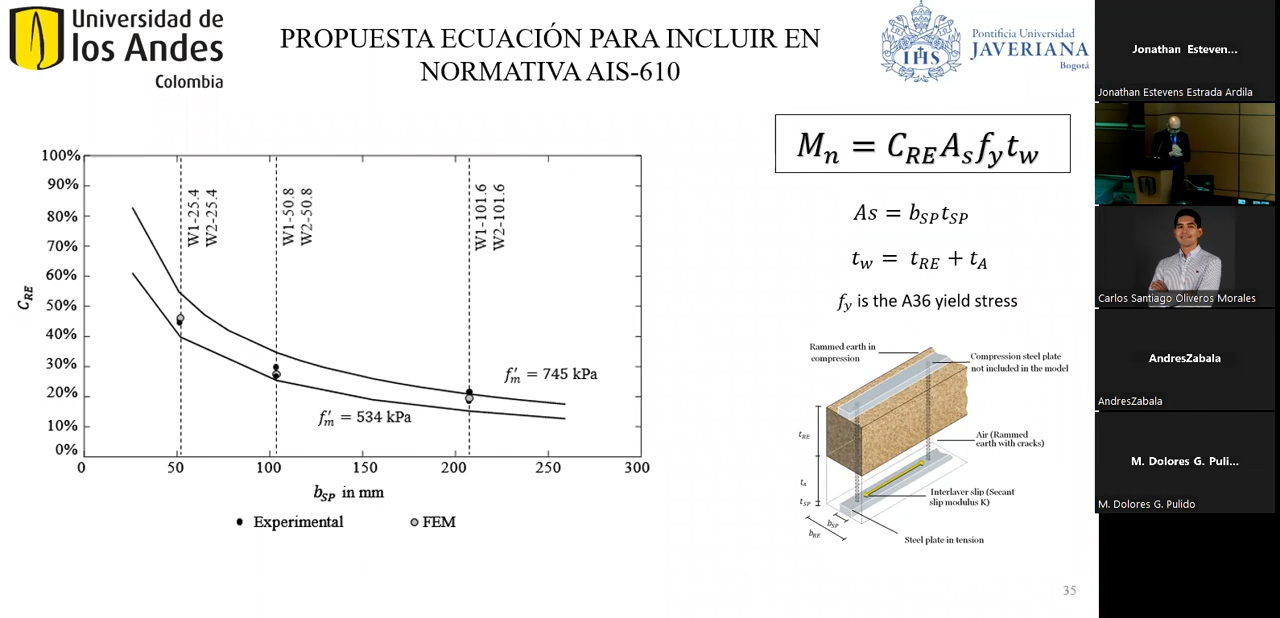 Universidad de
los Andes
Colombia
PROPUESTA ECUACIÓN PARA INCLUIR EN
NORMATIVA AIS-610
Pontificia Universidad
JAVERIANA
Bogotá
IHS
100%
90%
80%
70%
60%
50%
40%
30%
20%
10%
0%
C_RE
W1-25.4
W2-25.4
W1-50.8
W2-50.8
W1-101.6
W2-101.6
f'_m = 745 kPa
f'_m = 534 kPa
0 50 100 150 200 250 300
b_SP in mm
Experimental
FEM
M_n = C_RE A_s f_y t_w
As = b_SP t_SP
t_w = t_RE + t_A
f_y is the A36 yield stress
Rammed earth in
compression
Compression steel plate
not included in the model
t_RE
Air (Rammed
earth with cracks)
t_a
Interlayer slip (Secant
slip modulus K)
t_SP
b_SP
b_RE
Steel plate in tension
35
Jonathan Esteven...
Jonathan Estevens Estrada Ardila
Carlos Santiago Oliveros Morales
AndresZabala
AndresZabala
M. Dolores G. Puli...
M. Dolores G. Pulido